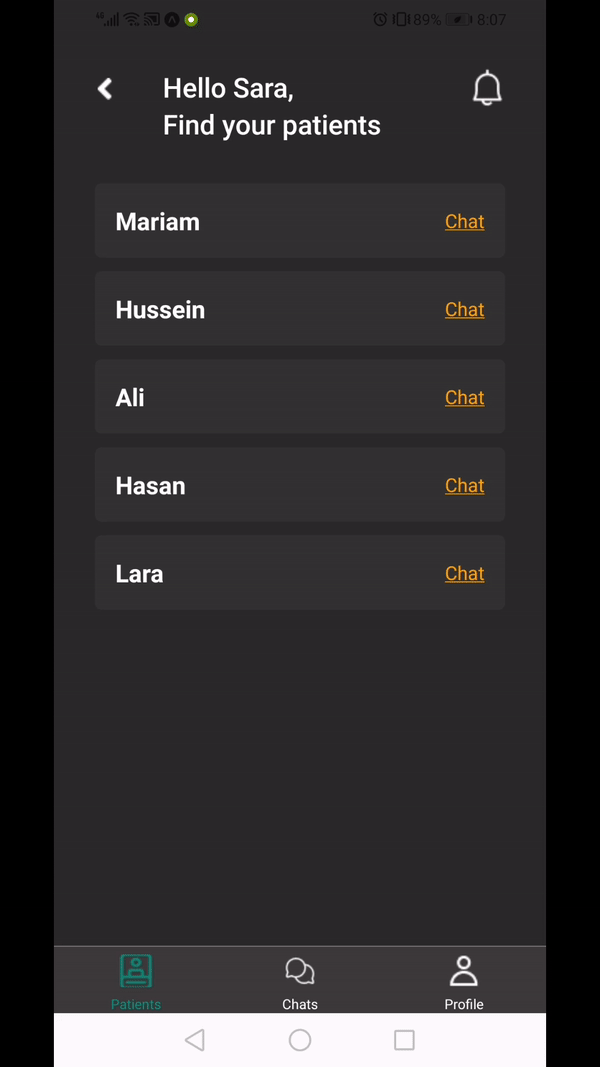 4G 89% 8:07
Hello Sara,
Find your patients
Mariam Chat
Hussein Chat
Ali Chat
Hasan Chat
Lara Chat
Patients Chats Profile